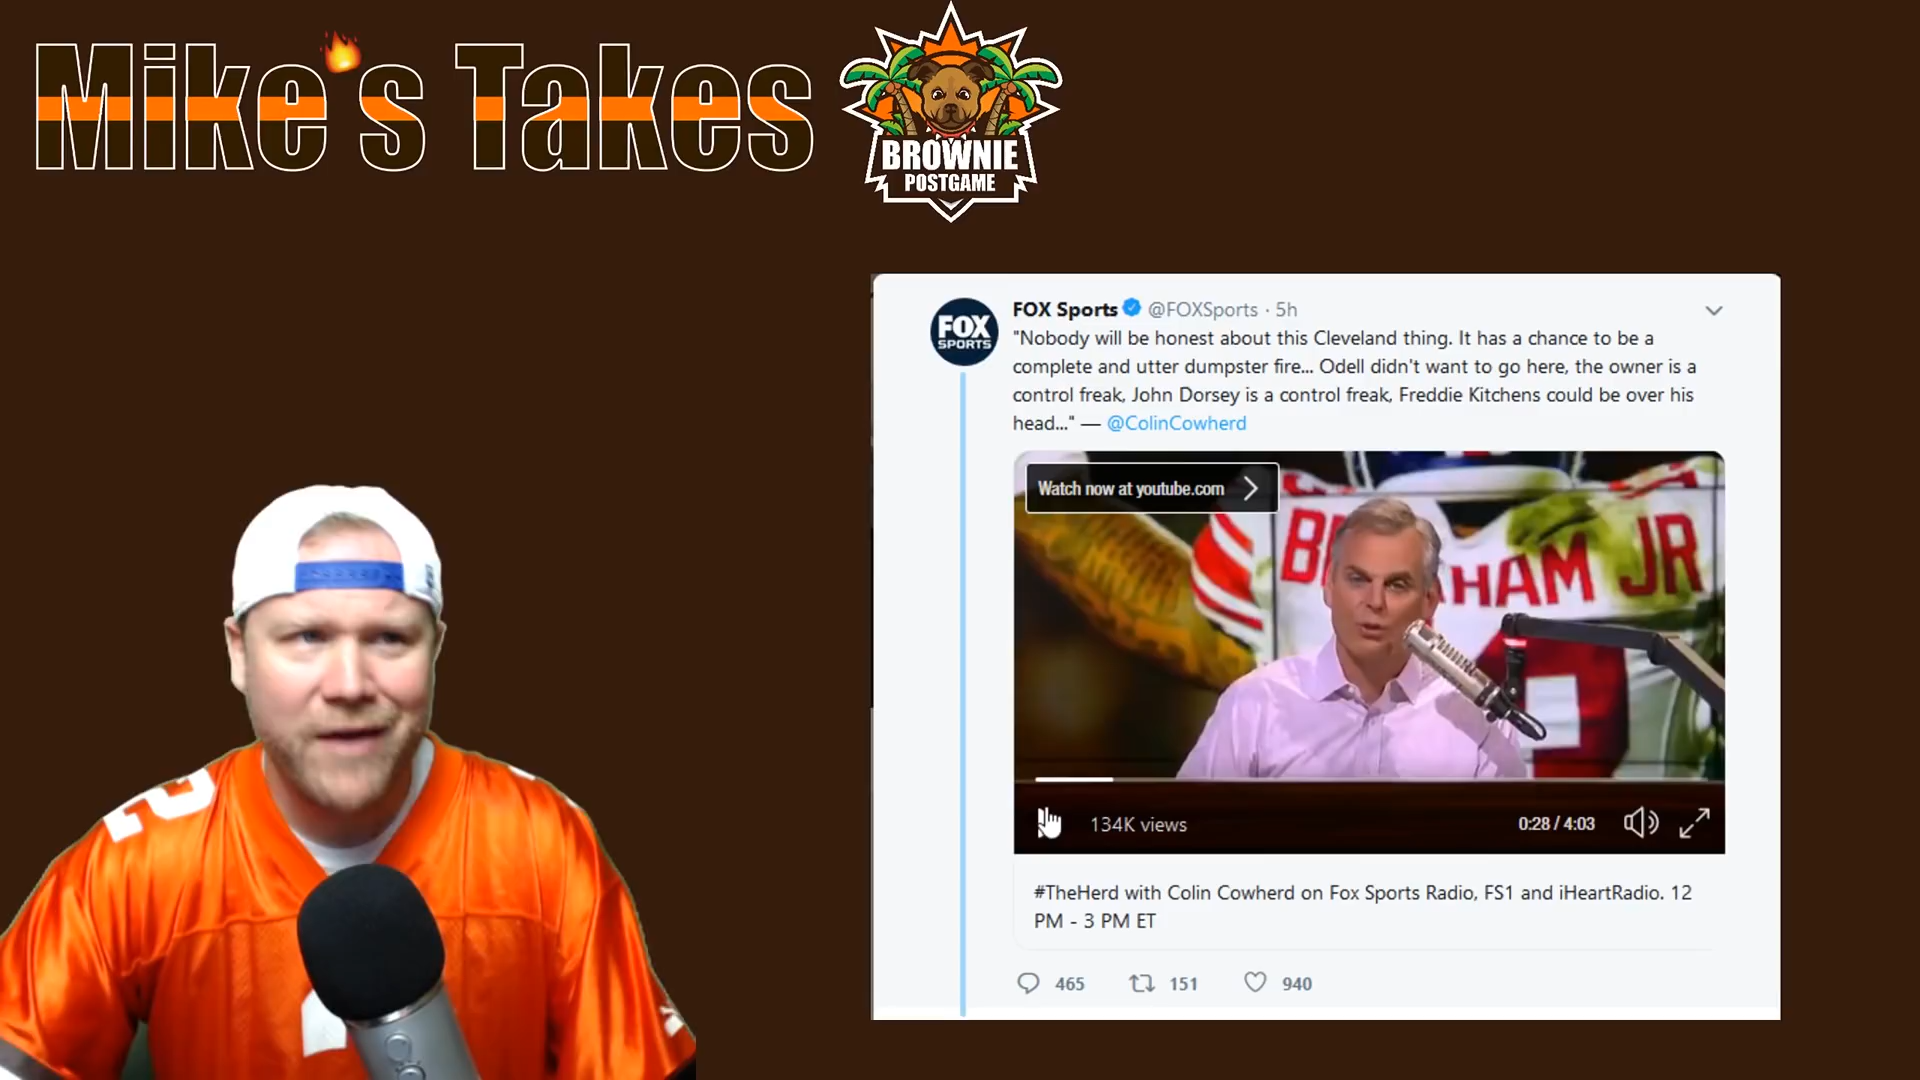 Mike's Takes
BROWNIE
POSTGAME
FOX
SPORTS
FOX Sports @FOXSports · 5h
"Nobody will be honest about this Cleveland thing. It has a chance to be a
complete and utter dumpster fire... Odell didn't want to go here, the owner is a
control freak, John Dorsey is a control freak, Freddie Kitchens could be over his
head..." — @ColinCowherd
Watch now at youtube.com
JR
134K views
0:28 / 4:03
#TheHerd with Colin Cowherd on Fox Sports Radio, FS1 and iHeartRadio. 12
PM - 3 PM ET
465 151 940
2